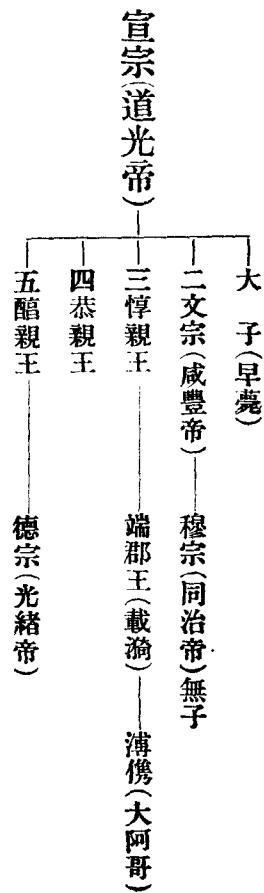 宣宗(道光帝)
大　子(早薨)
二文宗(咸豐帝)
穆宗(同治帝)無子
三惇親王
端郡王(載漪)
溥儁(大阿哥)
四恭親王
五醕親王
德宗(光緒帝)